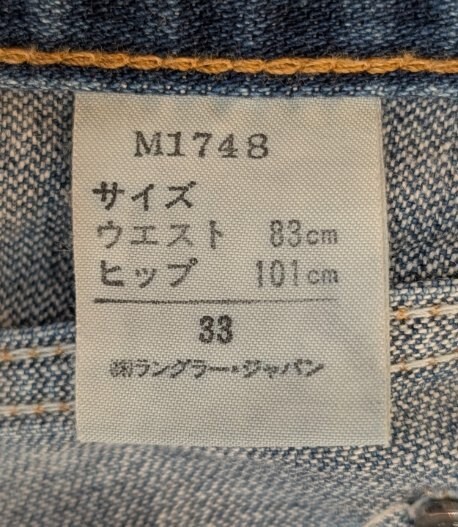 M1748
サイズ
ウエスト 83cm
ヒップ 101cm
33
㈱ラングラー・ジャパン